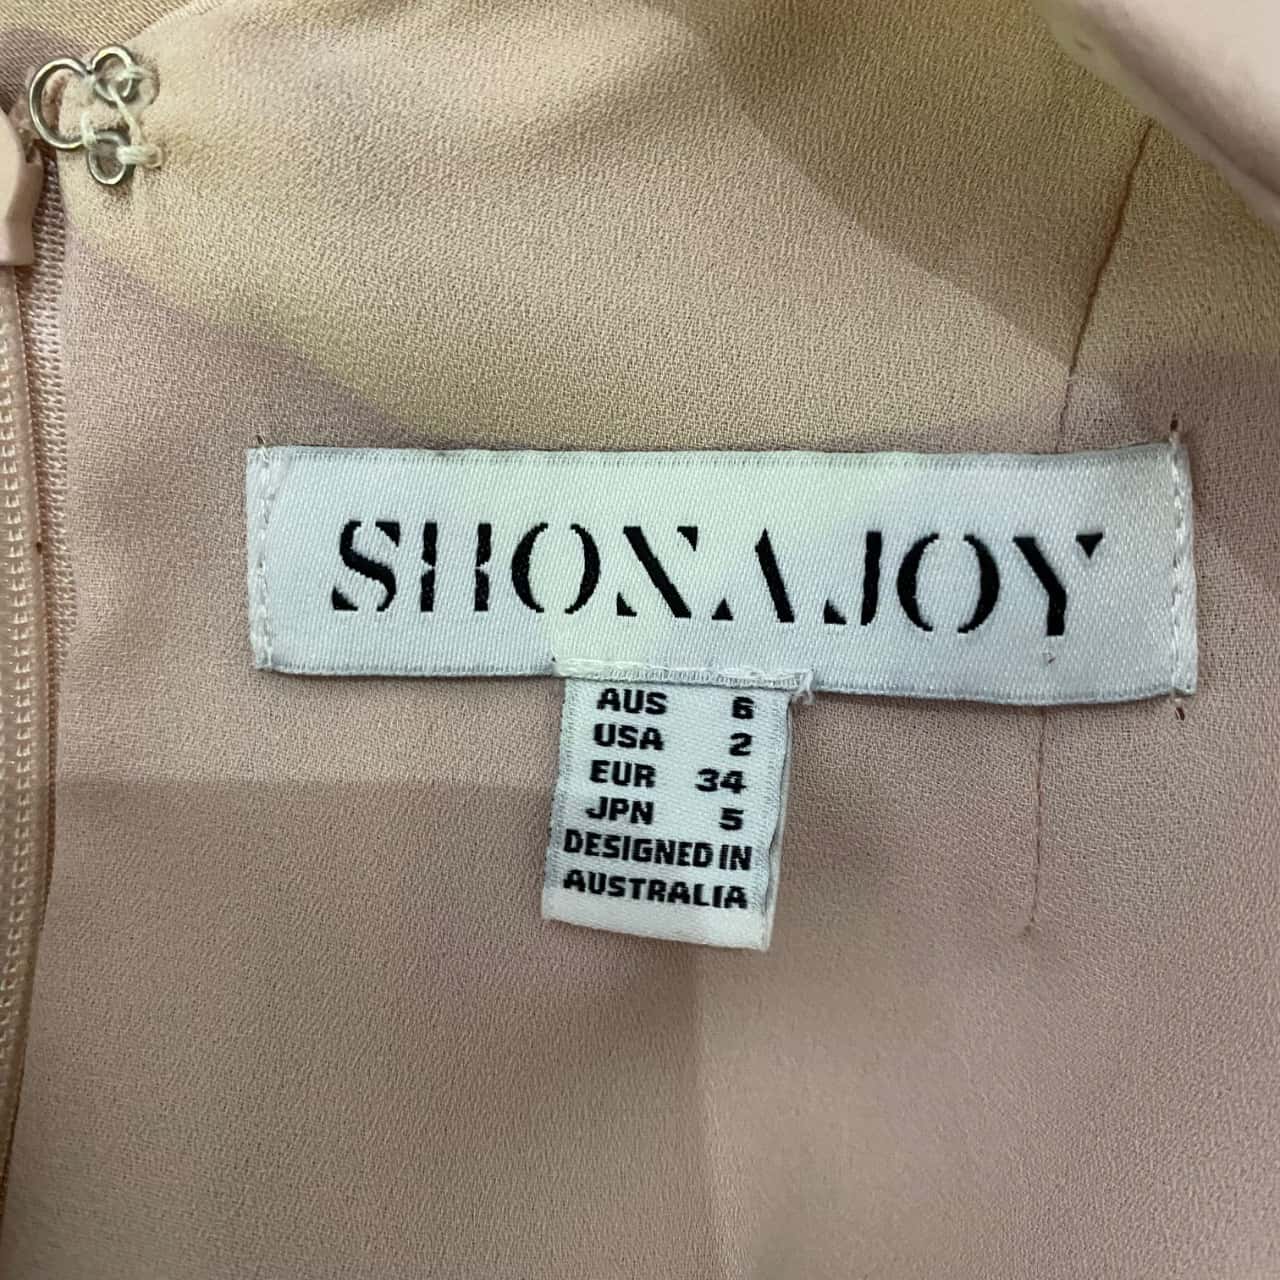 SHONA JOY
AUS 6
USA 2
EUR 34
JPN 5
DESIGNED IN
AUSTRALIA